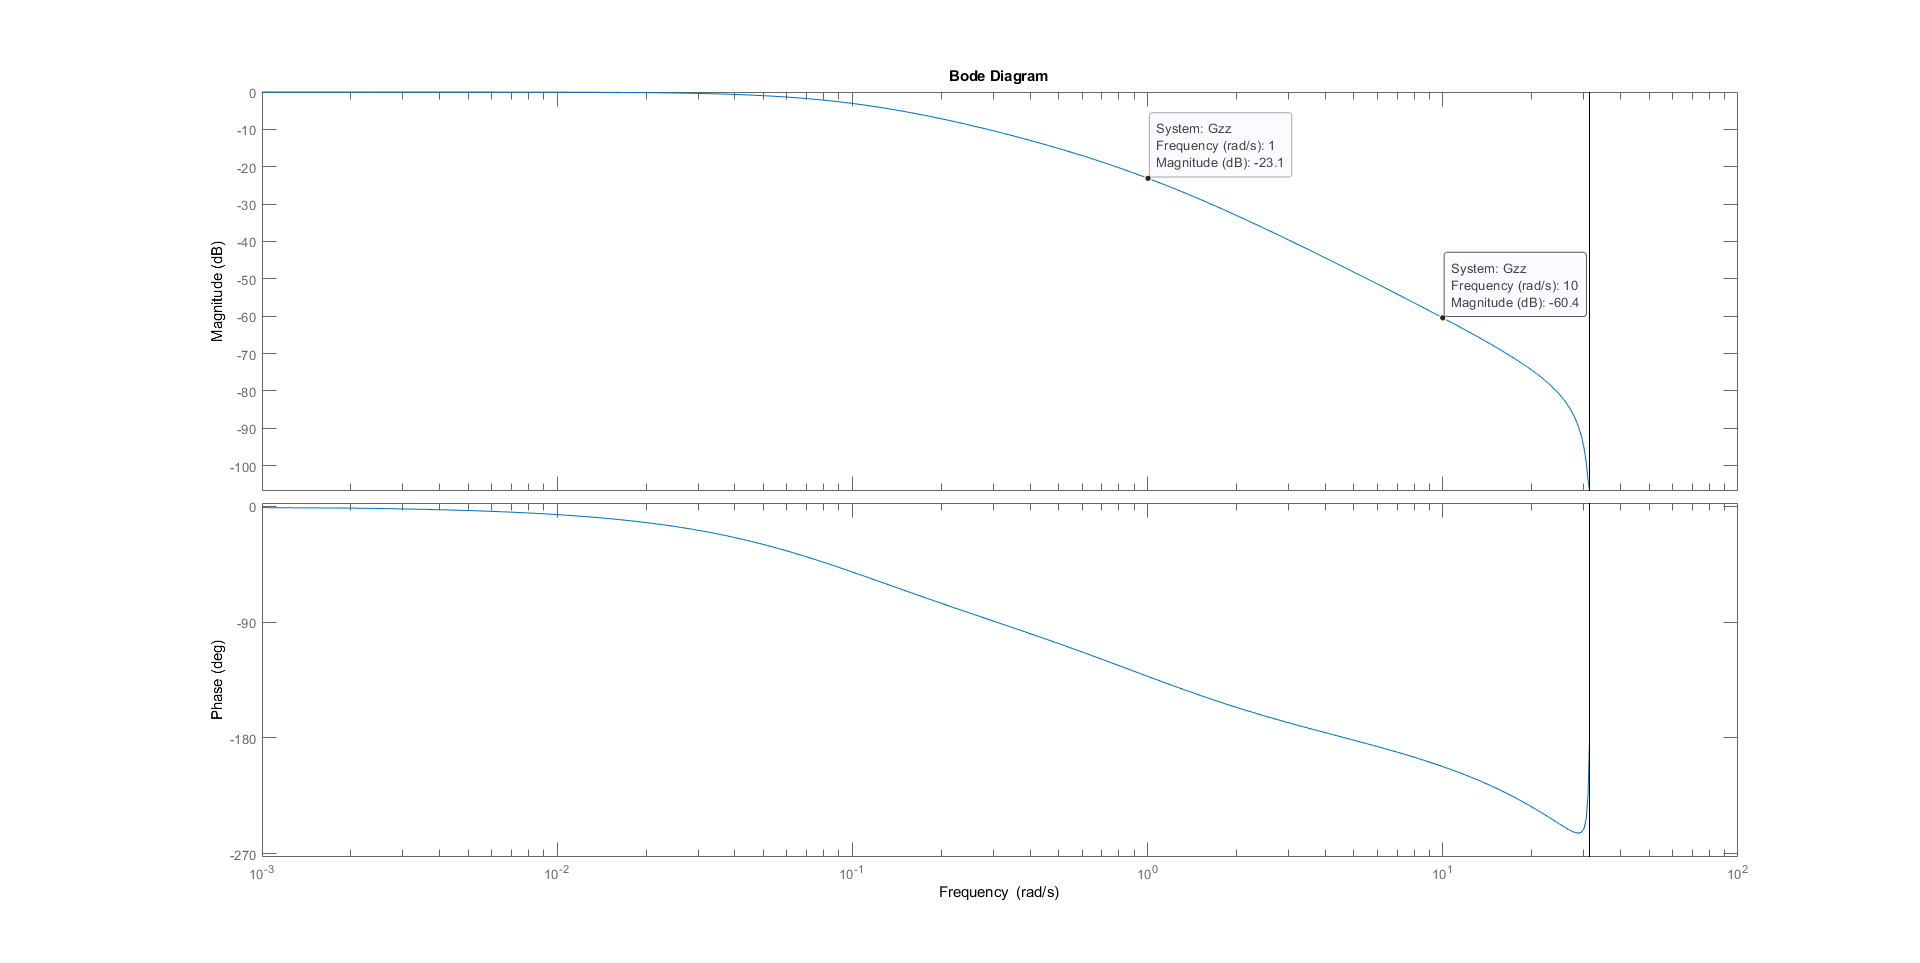 Bode Diagram
0
-10
-20
-30
-40
-50
-60
-70
-80
-90
-100
Magnitude (dB)
System: Gzz
Frequency (rad/s): 1
Magnitude (dB): -23.1
System: Gzz
Frequency (rad/s): 10
Magnitude (dB): -60.4
0
-90
-180
-270
Phase (deg)
10^-3 10^-2 10^-1 10^0 10^1 10^2
Frequency (rad/s)